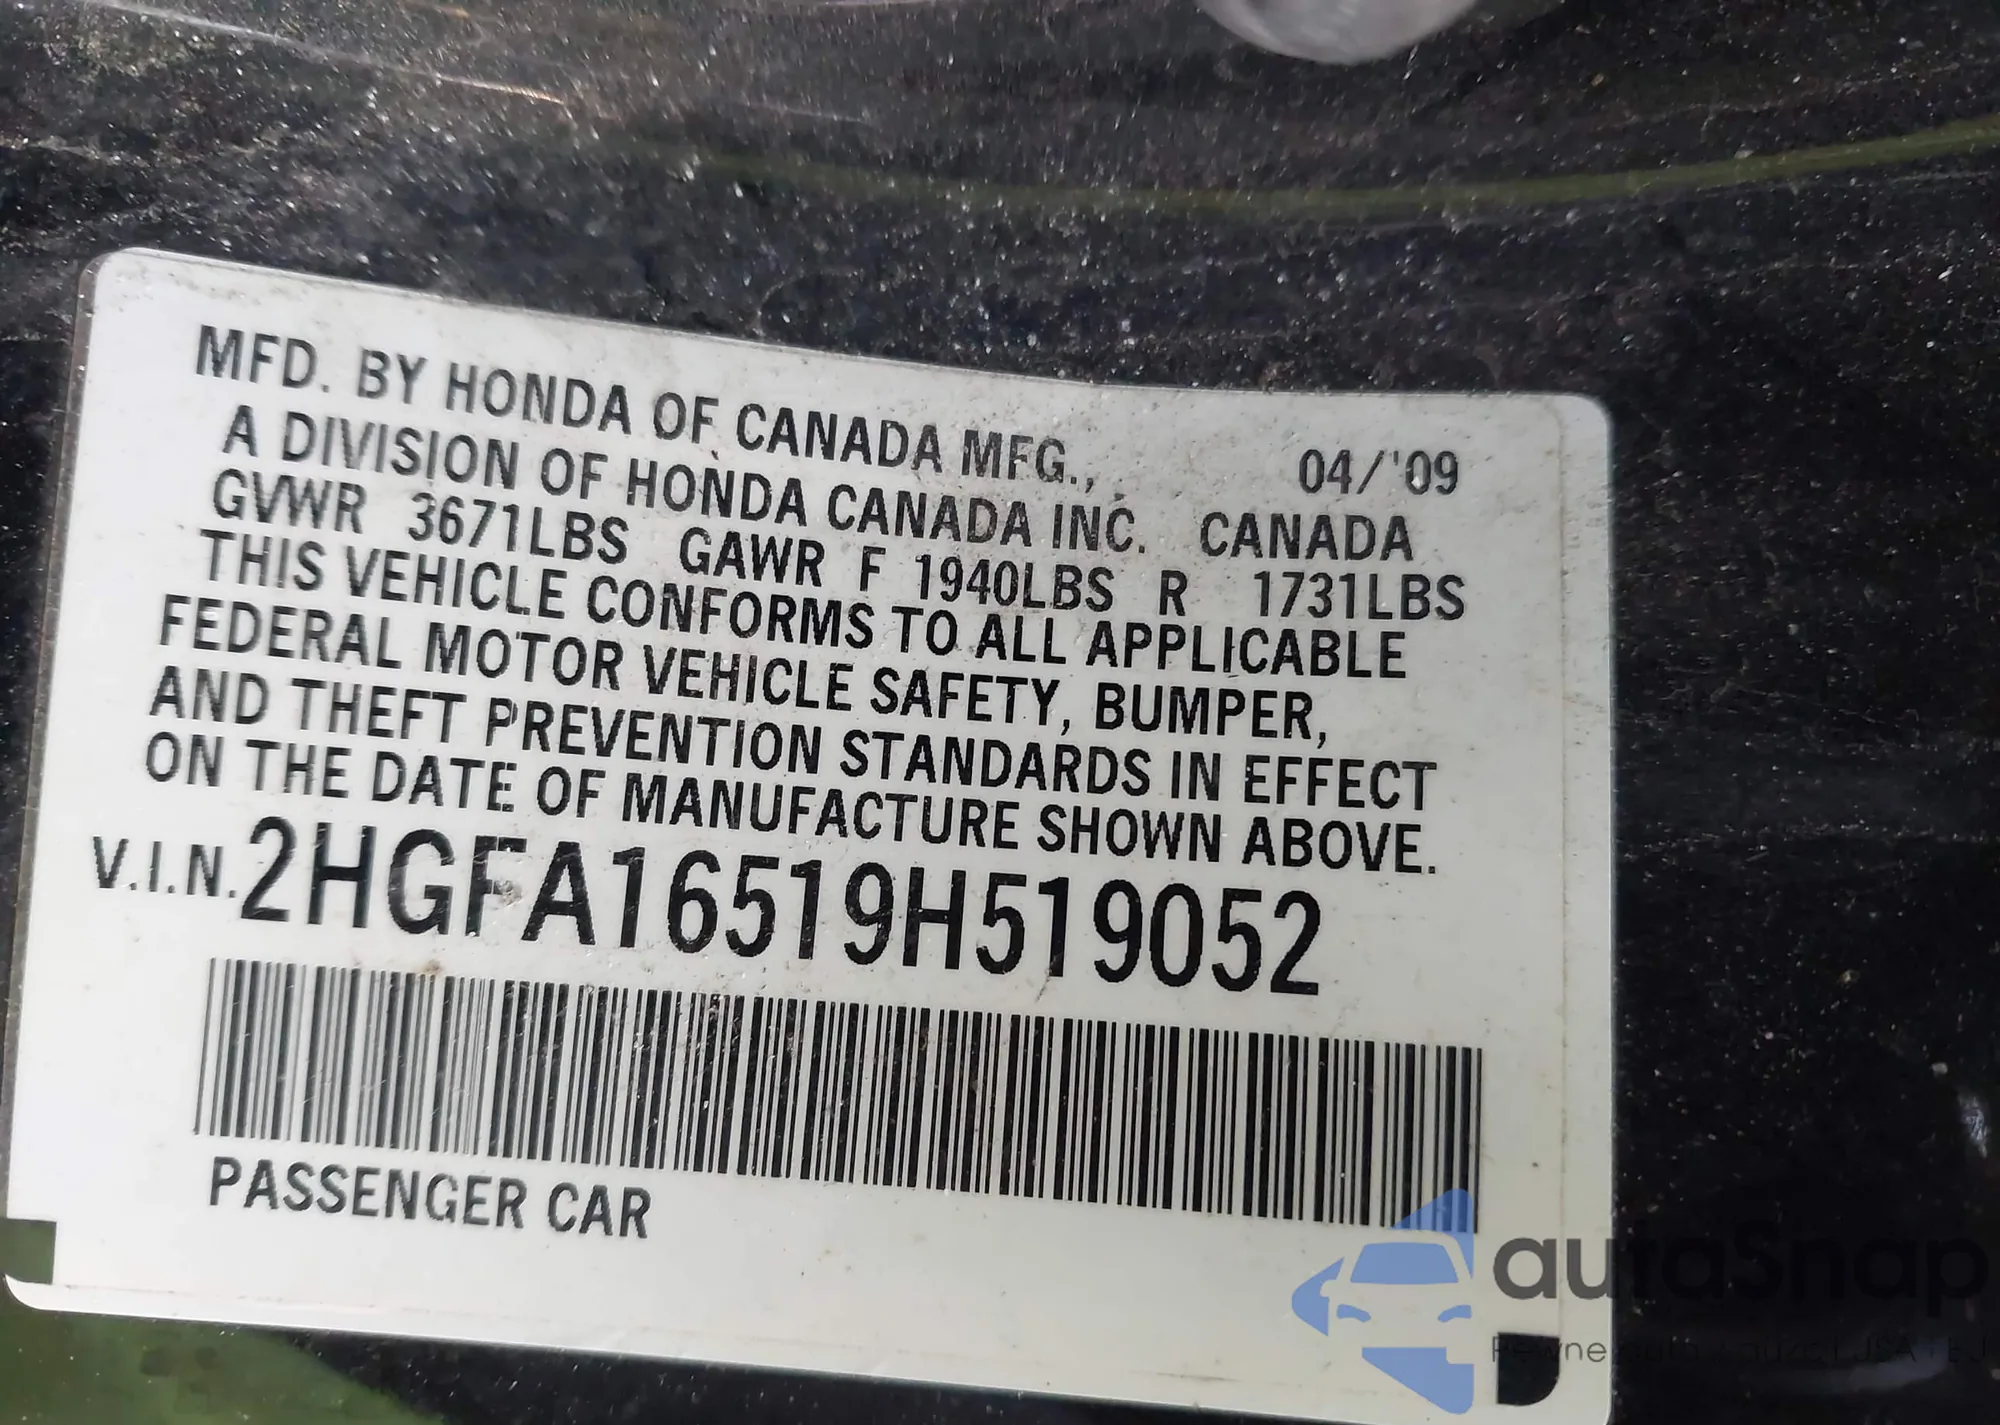 MFD. BY HONDA OF CANADA MFG., 04/'09
A DIVISION OF HONDA CANADA INC. CANADA
GVWR 3671LBS GAWR F 1940LBS R 1731LBS
THIS VEHICLE CONFORMS TO ALL APPLICABLE
FEDERAL MOTOR VEHICLE SAFETY, BUMPER,
AND THEFT PREVENTION STANDARDS IN EFFECT
ON THE DATE OF MANUFACTURE SHOWN ABOVE.
V.I.N. 2HGFA16519H519052
PASSENGER CAR
autaSnap